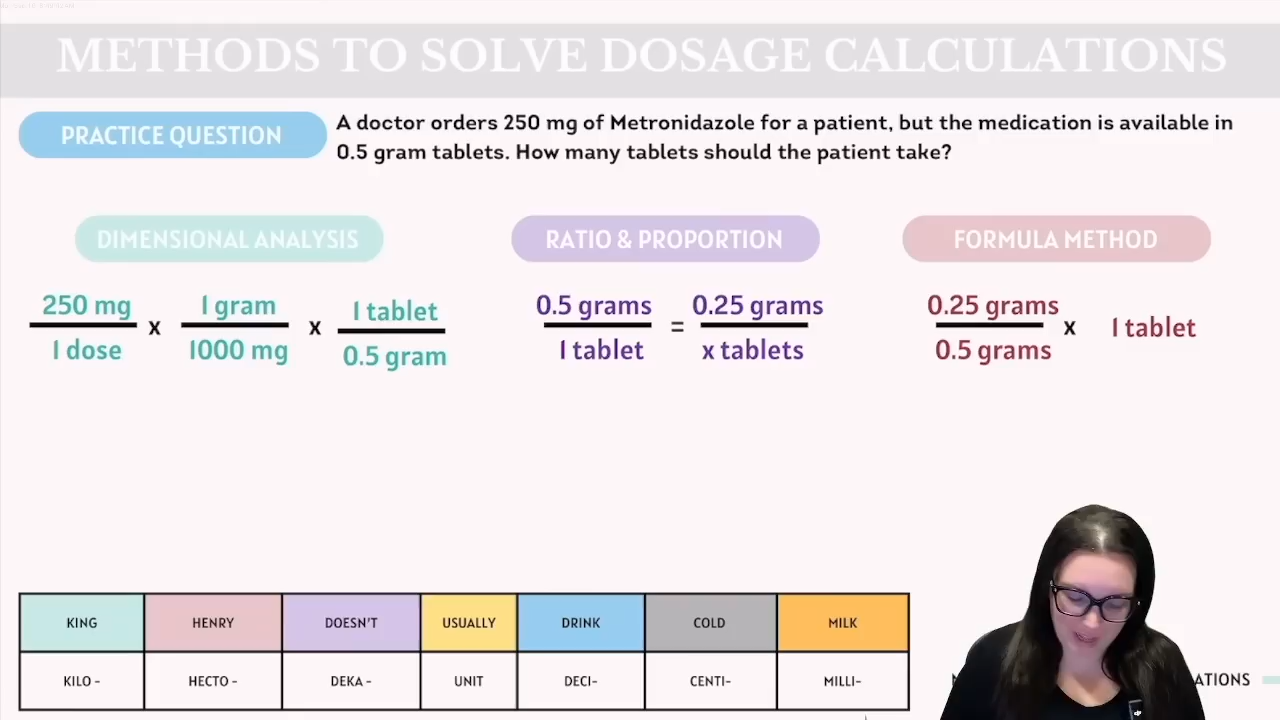 METHODS TO SOLVE DOSAGE CALCULATIONS
PRACTICE QUESTION
A doctor orders 250 mg of Metronidazole for a patient, but the medication is available in
0.5 gram tablets. How many tablets should the patient take?
DIMENSIONAL ANALYSIS
250 mg
1 dose
x
1 gram
1000 mg
x
1 tablet
0.5 gram
RATIO & PROPORTION
0.5 grams
1 tablet
=
0.25 grams
x tablets
FORMULA METHOD
0.25 grams
0.5 grams
x
1 tablet
KING HENRY DOESN'T USUALLY DRINK COLD MILK
KILO - HECTO - DEKA - UNIT DECI- CENTI- MILLI-
ATIONS